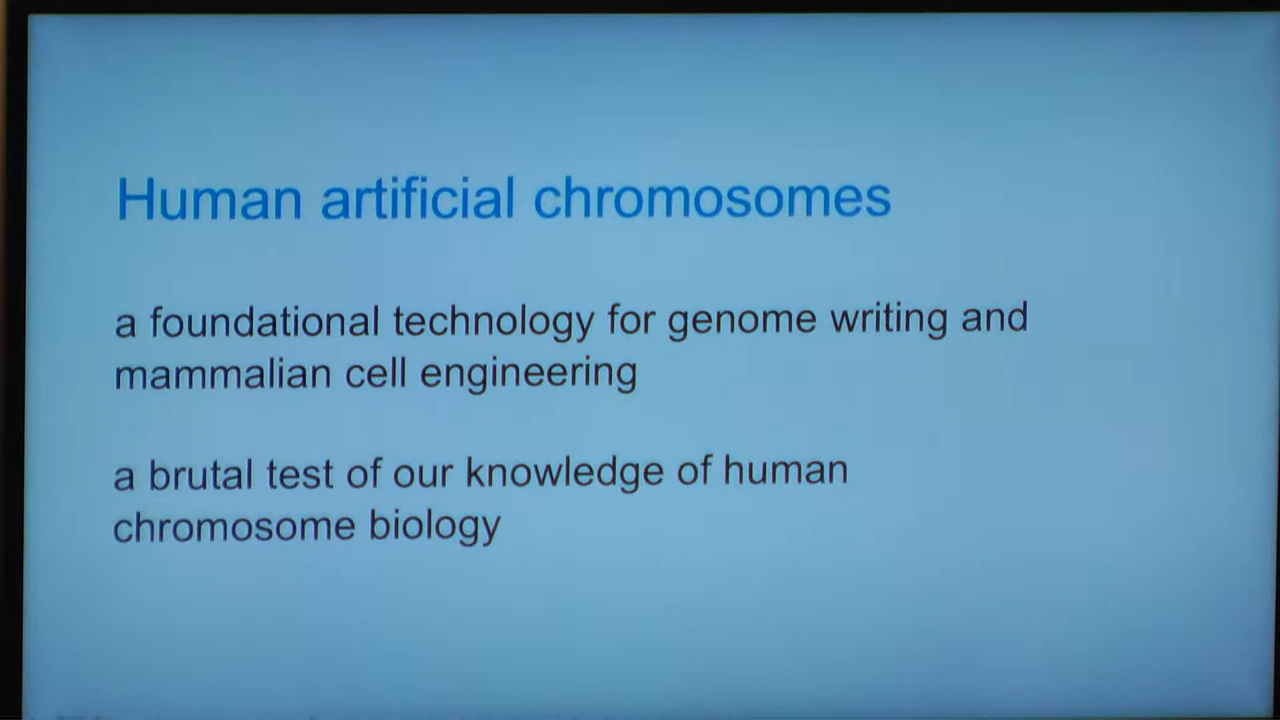 Human artificial chromosomes
a foundational technology for genome writing and
mammalian cell engineering
a brutal test of our knowledge of human
chromosome biology